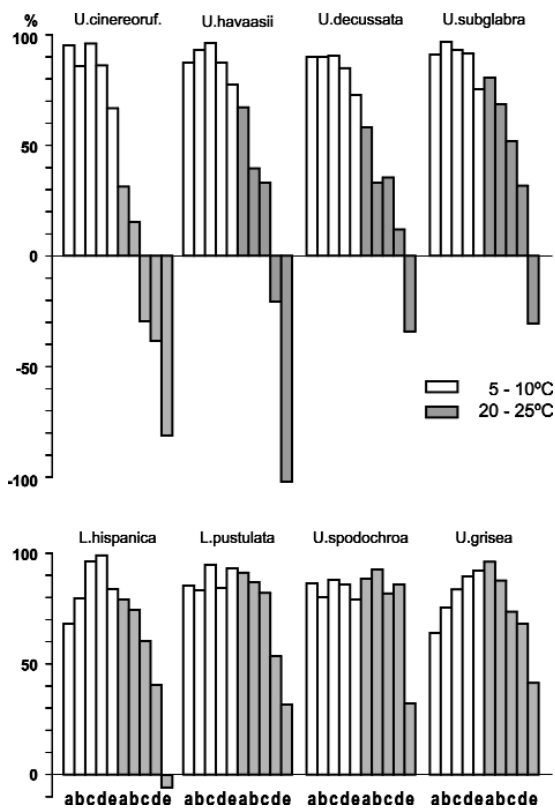 % U.cinereoruf. U.havaasii U.decussata U.subglabra
100
50
0
-50
-100
5 - 10ºC
20 - 25ºC
L.hispanica L.pustulata U.spodochroa U.grisea
100
50
0
abcdeabcde abcdeabcde abcdeabcde abcdeabcde